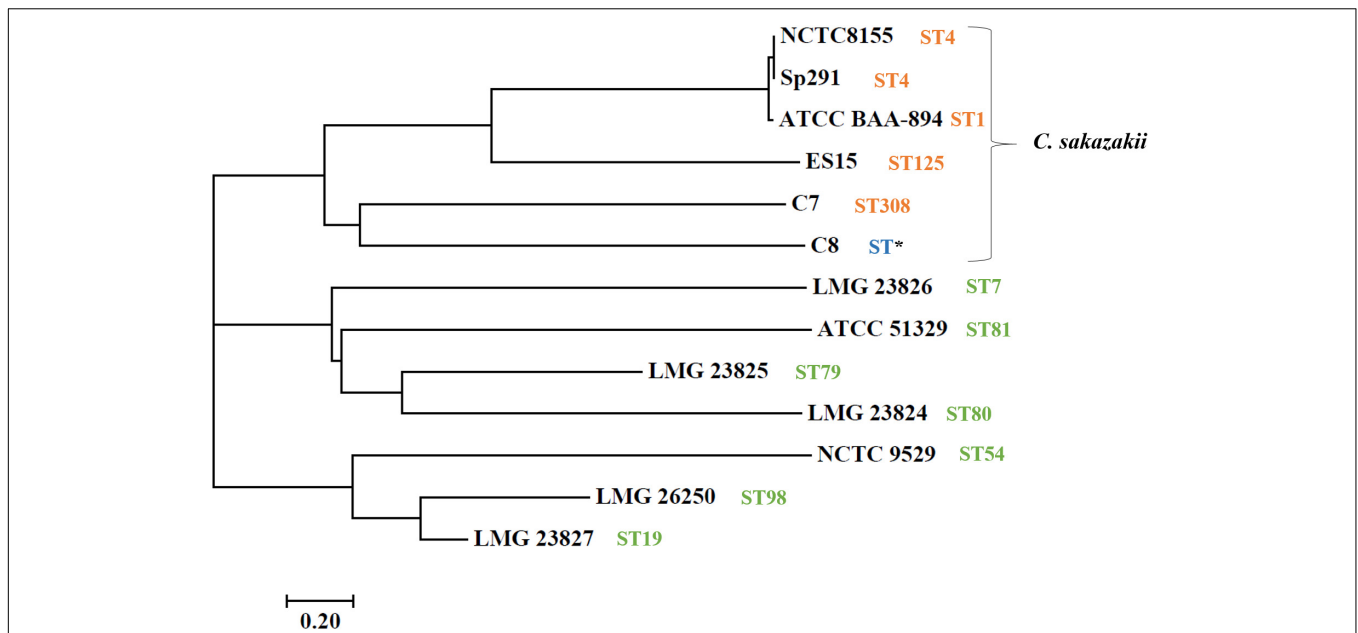 NCTC8155 ST4
Sp291 ST4
ATCC BAA-894 ST1
C. sakazakii
ES15 ST125
C7 ST308
C8 ST*
LMG 23826 ST7
ATCC 51329 ST81
LMG 23825 ST79
LMG 23824 ST80
NCTC 9529 ST54
LMG 26250 ST98
LMG 23827 ST19
0.20